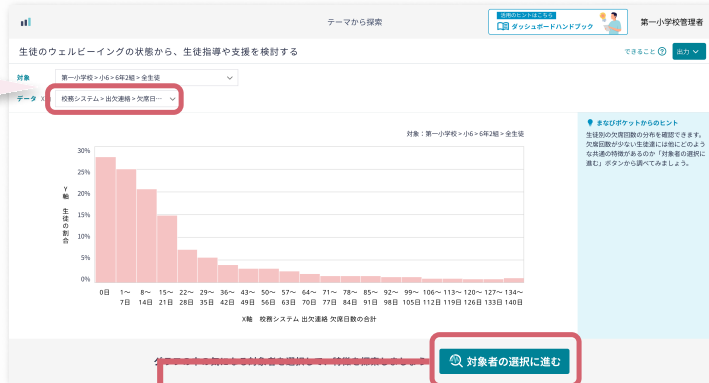 テーマから探索
活用のヒントはこちら
ダッシュボードハンドブック
第一小学校管理者
生徒のウェルビーイングの状態から、生徒指導や支援を検討する
できること ?
出力
対象
第一小学校 > 小6 > 6年2組 > 全生徒
データ
校務システム > 出欠連絡 > 欠席日…
まなびポケットからのヒント
生徒別の欠席回数の分布を確認できます。
欠席回数が少ない生徒達には他にどのよう
な共通の特徴があるのか「対象者の選択に
進む」ボタンから調べてみましょう。
対象：第一小学校 > 小6 > 6年2組 > 全生徒
30%
25%
20%
15%
10%
5%
0%
Y軸 生徒の割合
0日 1〜 8〜 15〜 22〜 29〜 36〜 43〜 50〜 57〜 64〜 71〜 78〜 85〜 92〜 99〜 106〜 113〜 120〜 127〜 134〜
7日 14日 21日 28日 35日 42日 49日 56日 63日 70日 77日 84日 91日 98日 105日 112日 119日 126日 133日 140日
X軸 校務システム 出欠連絡 欠席日数の合計
対象者の選択に進む